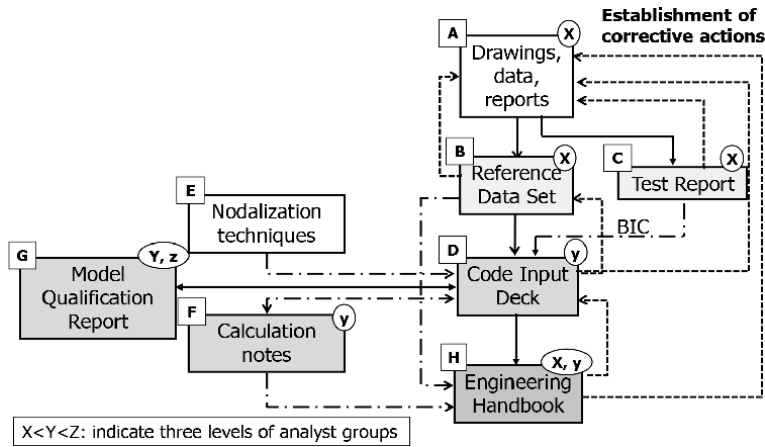 Establishment of
corrective actions
A
X
Drawings,
data,
reports
B
X
Reference
Data Set
C
X
Test Report
BIC
E
Nodalization
techniques
G
Y, z
Model
Qualification
Report
D
y
Code Input
Deck
F
y
Calculation
notes
H
X, y
Engineering
Handbook
X<Y<Z: indicate three levels of analyst groups